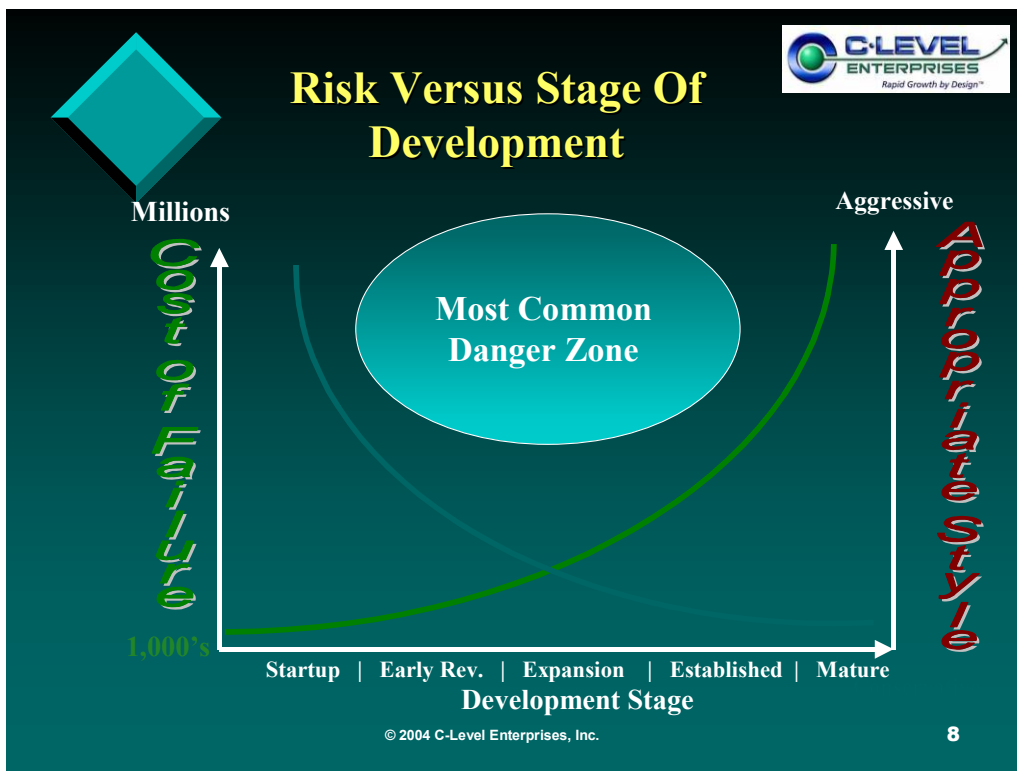 C-LEVEL
ENTERPRISES
Rapid Growth by Design™
Risk Versus Stage Of
Development
Millions
Aggressive
Cost of Failure
Appropriate Style
Most Common
Danger Zone
1,000’s
Startup | Early Rev. | Expansion | Established | Mature
Development Stage
© 2004 C-Level Enterprises, Inc.
8